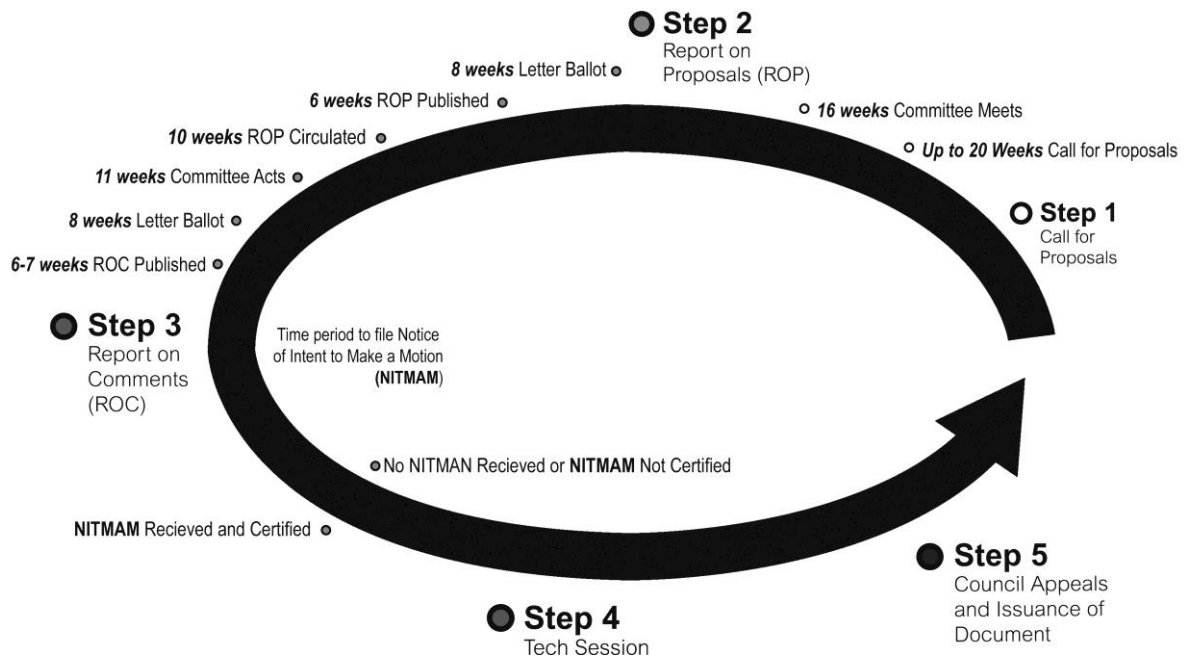 Step 1
Call for
Proposals
Up to 20 Weeks Call for Proposals
16 weeks Committee Meets
Step 2
Report on
Proposals (ROP)
8 weeks Letter Ballot
6 weeks ROP Published
10 weeks ROP Circulated
11 weeks Committee Acts
8 weeks Letter Ballot
6-7 weeks ROC Published
Step 3
Report on
Comments
(ROC)
Time period to file Notice
of Intent to Make a Motion
(NITMAM)
No NITMAN Recieved or NITMAM Not Certified
NITMAM Recieved and Certified
Step 4
Tech Session
Step 5
Council Appeals
and Issuance of
Document